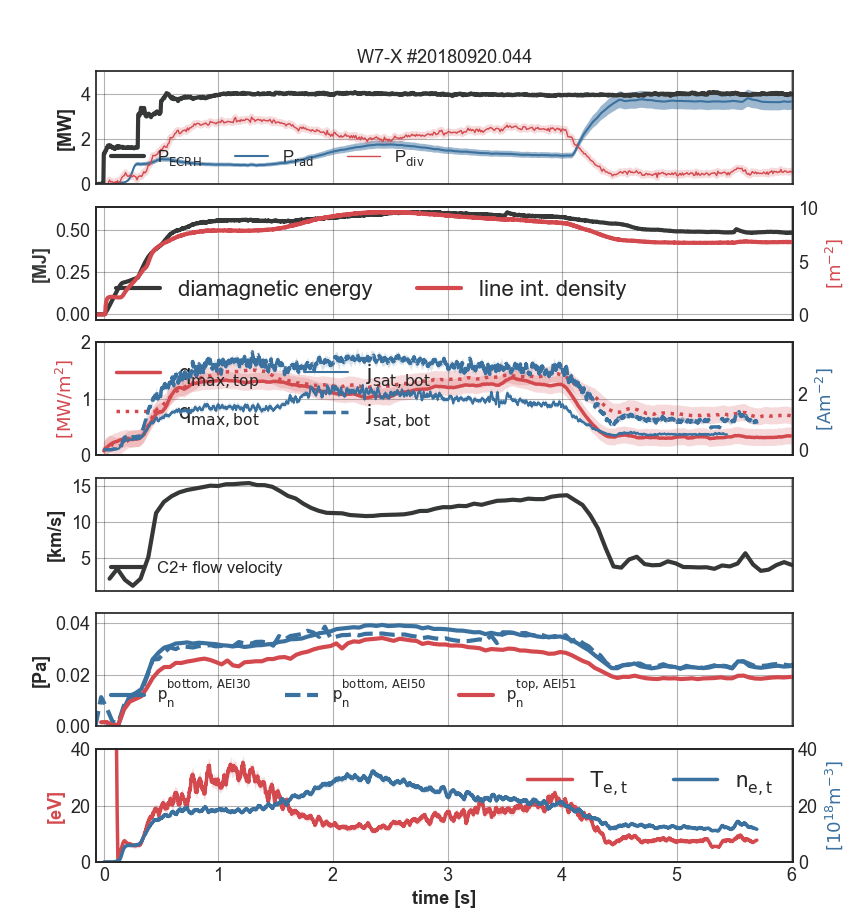 W7-X #20180920.044
[MW]
4
2
0
P_ECRH P_rad P_div
[MJ]
0.50
0.25
0.00
diamagnetic energy line int. density
10
5
0
[m⁻²]
[MW/m²]
2
1
0
q_max, top j_sat, bot
q_max, bot j_sat, bot
2
0
[Am⁻²]
[km/s]
15
10
5
C2+ flow velocity
[Pa]
0.04
0.02
0.00
p_n^bottom, AEI30 p_n^bottom, AEI50 p_n^top, AEI51
[eV]
40
20
0
T_e,t n_e,t
40
20
0
[10¹⁸m⁻³]
0 1 2 3 4 5 6
time [s]